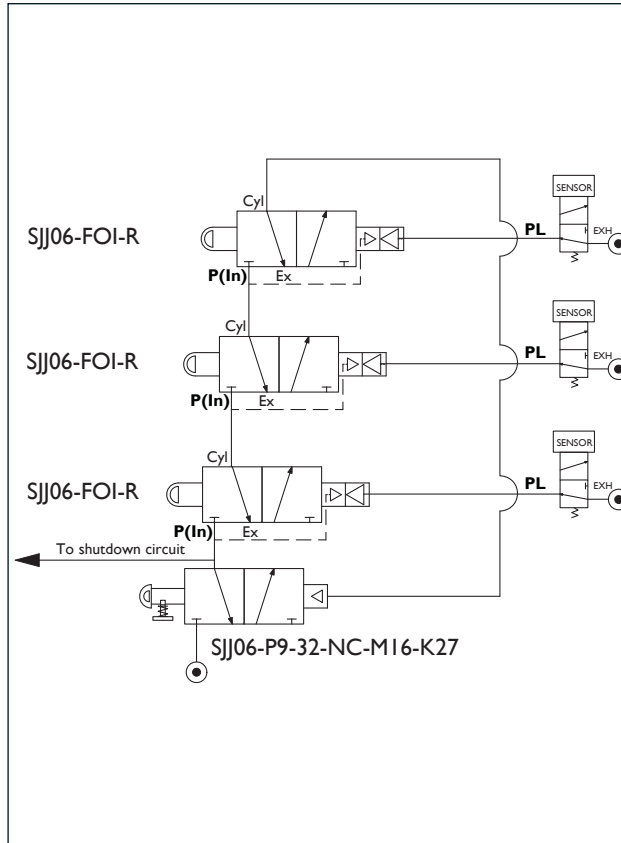 SENSOR
Cyl
SJJ06-FOI-R
PL
EXH
P(In)
Ex
SENSOR
Cyl
SJJ06-FOI-R
PL
EXH
P(In)
Ex
SENSOR
Cyl
SJJ06-FOI-R
PL
EXH
P(In)
Ex
To shutdown circuit
SJJ06-P9-32-NC-M16-K27